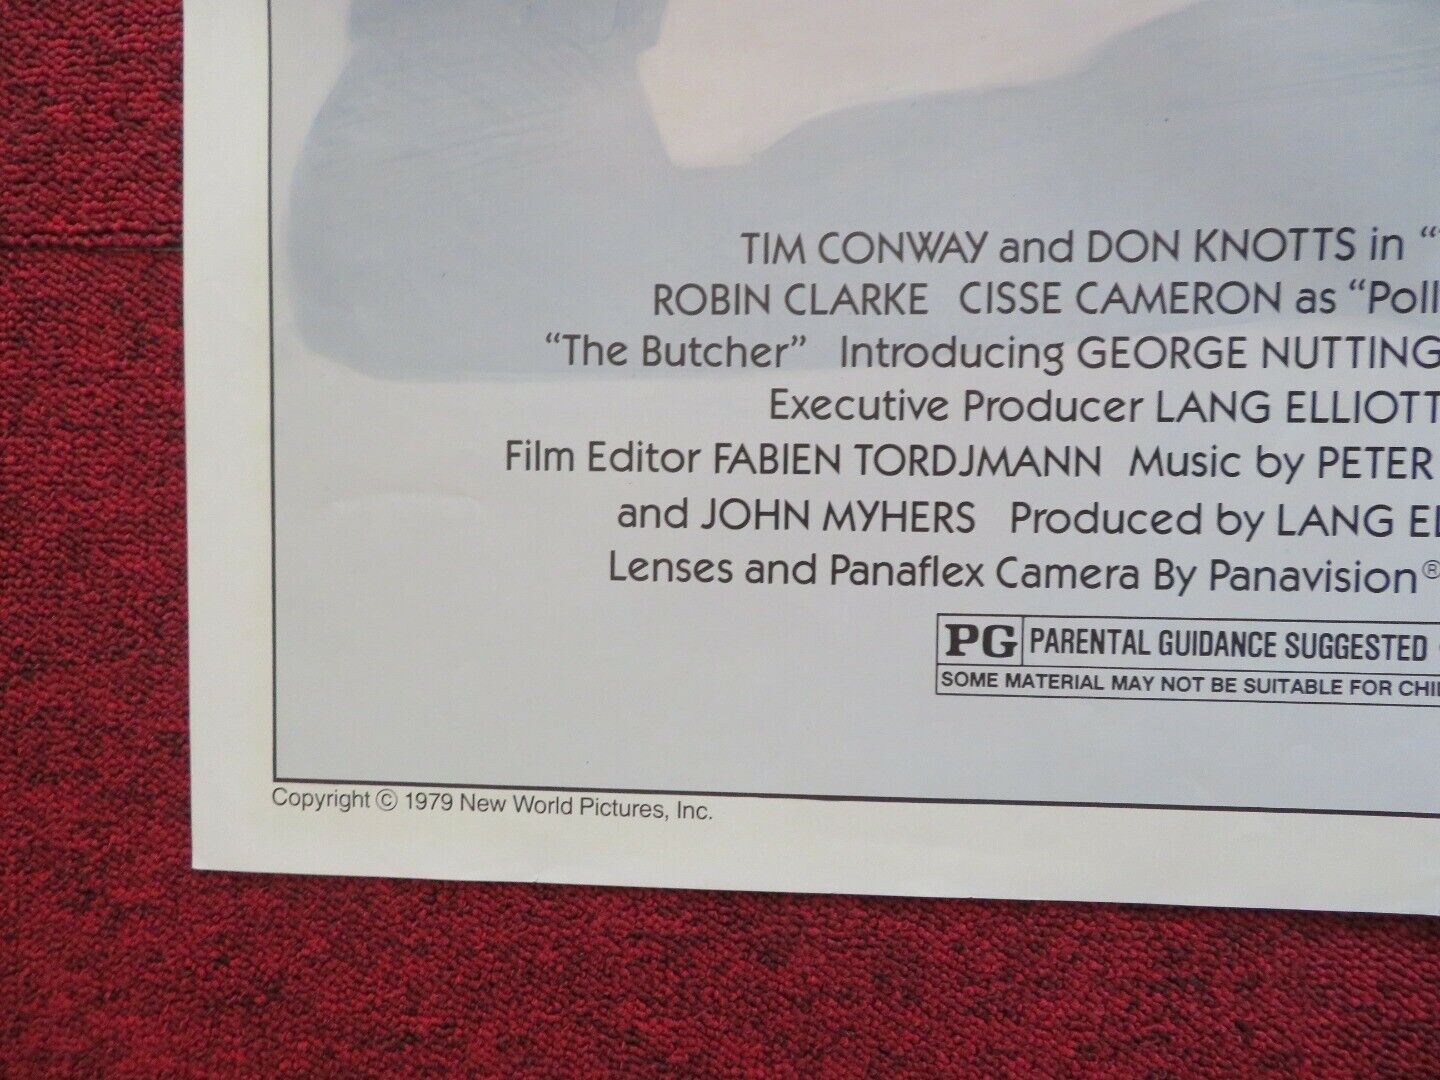 TIM CONWAY and DON KNOTTS in "
ROBIN CLARKE CISSE CAMERON as "Poll
"The Butcher" Introducing GEORGE NUTTING
Executive Producer LANG ELLIOTT
Film Editor FABIEN TORDJMANN Music by PETER
and JOHN MYHERS Produced by LANG EL
Lenses and Panaflex Camera By Panavision®
PG PARENTAL GUIDANCE SUGGESTED
SOME MATERIAL MAY NOT BE SUITABLE FOR CHIL
Copyright © 1979 New World Pictures, Inc.